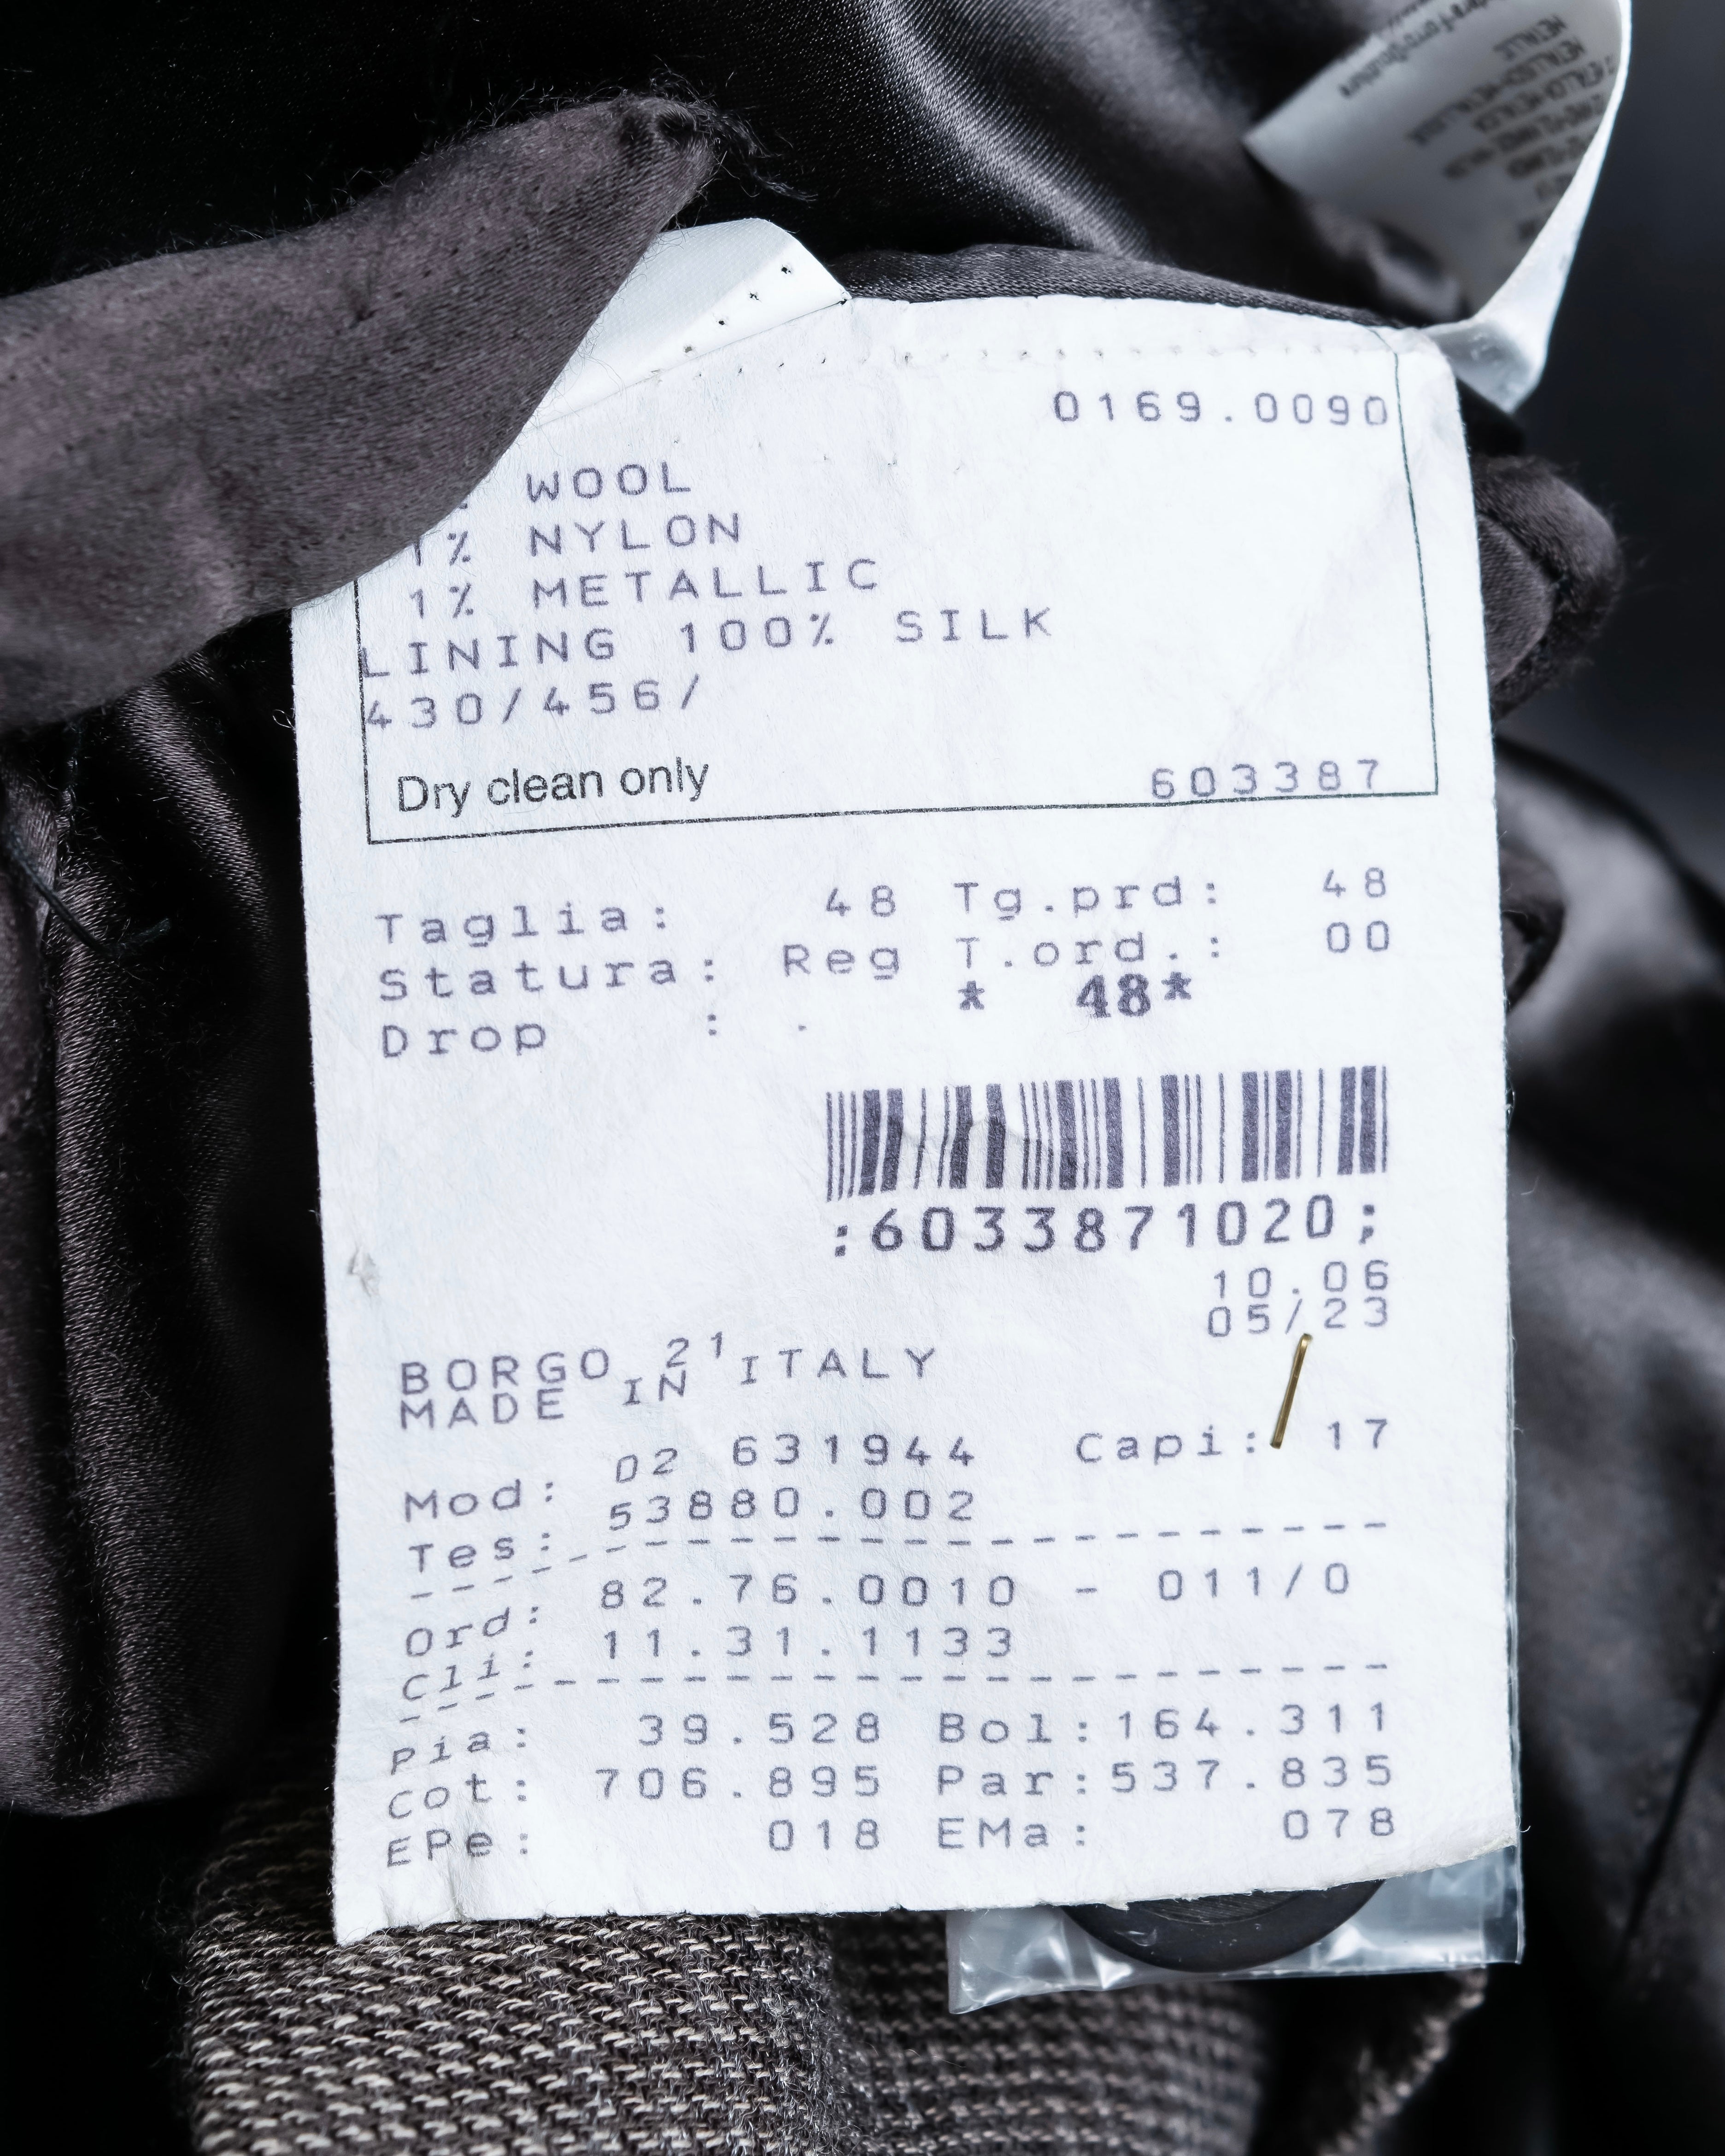 0169.0090
% WOOL
1% NYLON
1% METALLIC
LINING 100% SILK
430/456/
Dry clean only 603387
Taglia: 48 Tg.prd: 48
Statura: Reg T.ord.: 00
Drop : . * 48*
:6033871020;
10.06
05/23
BORGO 21
MADE IN ITALY
Mod: 02 631944 Capi: 17
Tes: 53880.002
Ord: 82.76.0010 - 011/0
Cli: 11.31.1133
Pia: 39.528 Bol:164.311
Cot: 706.895 Par:537.835
EPe: 018 EMa: 078